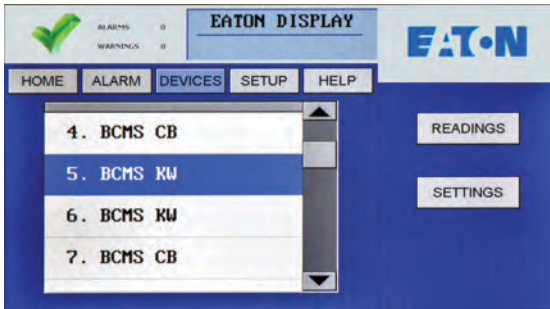 ALARMS 0
WARNINGS 0
EATON DISPLAY
EATON
HOME ALARM DEVICES SETUP HELP
4. BCMS CB
5. BCMS KW
6. BCMS KW
7. BCMS CB
READINGS
SETTINGS